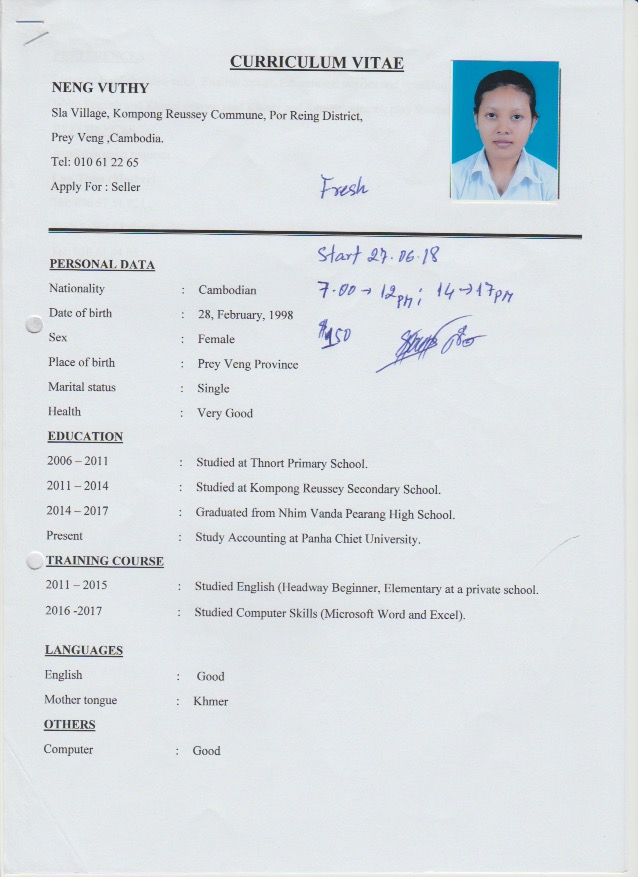 CURRICULUM VITAE
NENG VUTHY
Sla Village, Kompong Reussey Commune, Por Reing District,
Prey Veng ,Cambodia.
Tel: 010 61 22 65
Apply For : Seller
Fresh
Start 27.06.18
7.00 → 12PM; 14 → 17PM
$150
PERSONAL DATA
Nationality : Cambodian
Date of birth : 28, February, 1998
Sex : Female
Place of birth : Prey Veng Province
Marital status : Single
Health : Very Good
EDUCATION
2006 – 2011 : Studied at Thnort Primary School.
2011 – 2014 : Studied at Kompong Reussey Secondary School.
2014 – 2017 : Graduated from Nhim Vanda Pearang High School.
Present : Study Accounting at Panha Chiet University.
TRAINING COURSE
2011 – 2015 : Studied English (Headway Beginner, Elementary at a private school.
2016 -2017 : Studied Computer Skills (Microsoft Word and Excel).
LANGUAGES
English : Good
Mother tongue : Khmer
OTHERS
Computer : Good